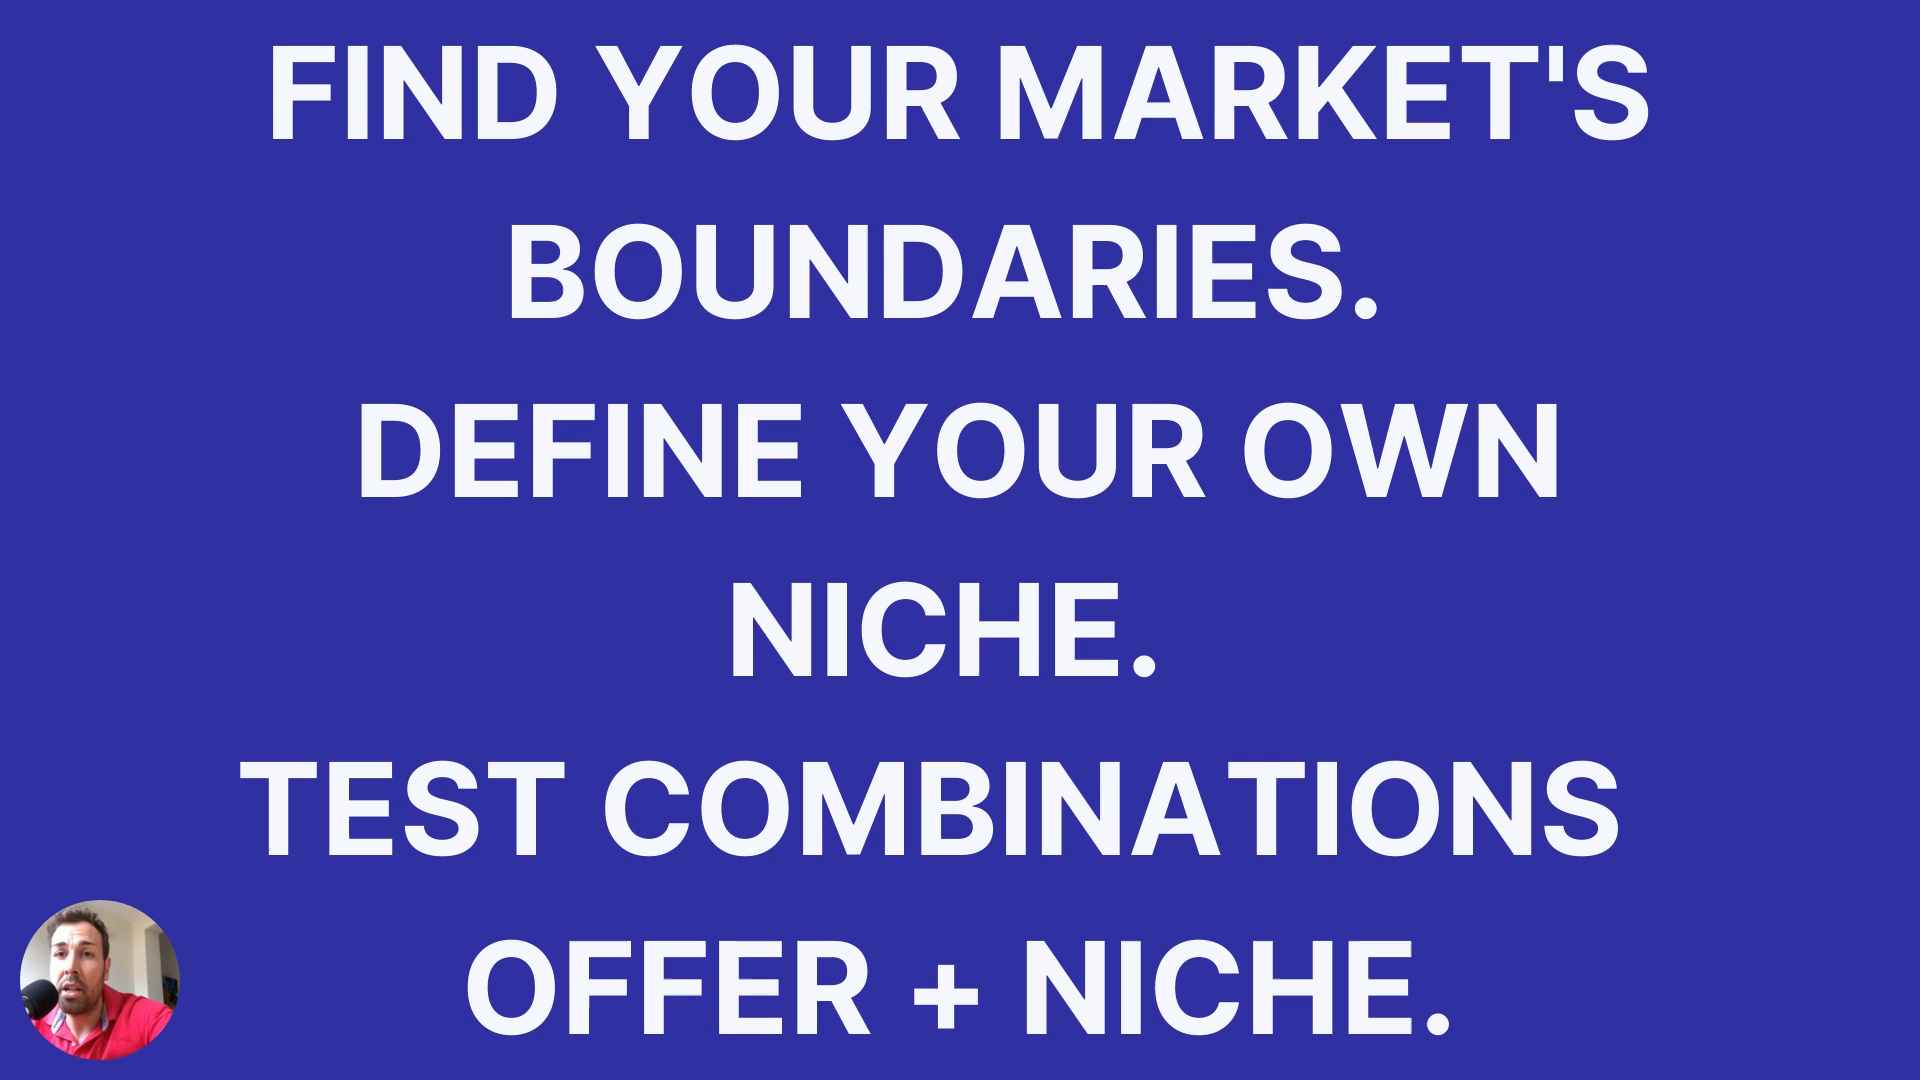 FIND YOUR MARKET'S
BOUNDARIES.
DEFINE YOUR OWN
NICHE.
TEST COMBINATIONS
OFFER + NICHE.